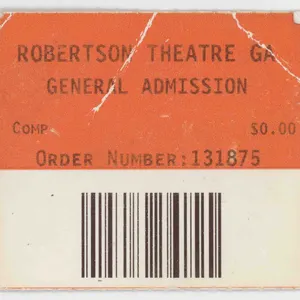 ROBERTSON THEATRE GA
GENERAL ADMISSION
COMP $0.00
ORDER NUMBER:131875